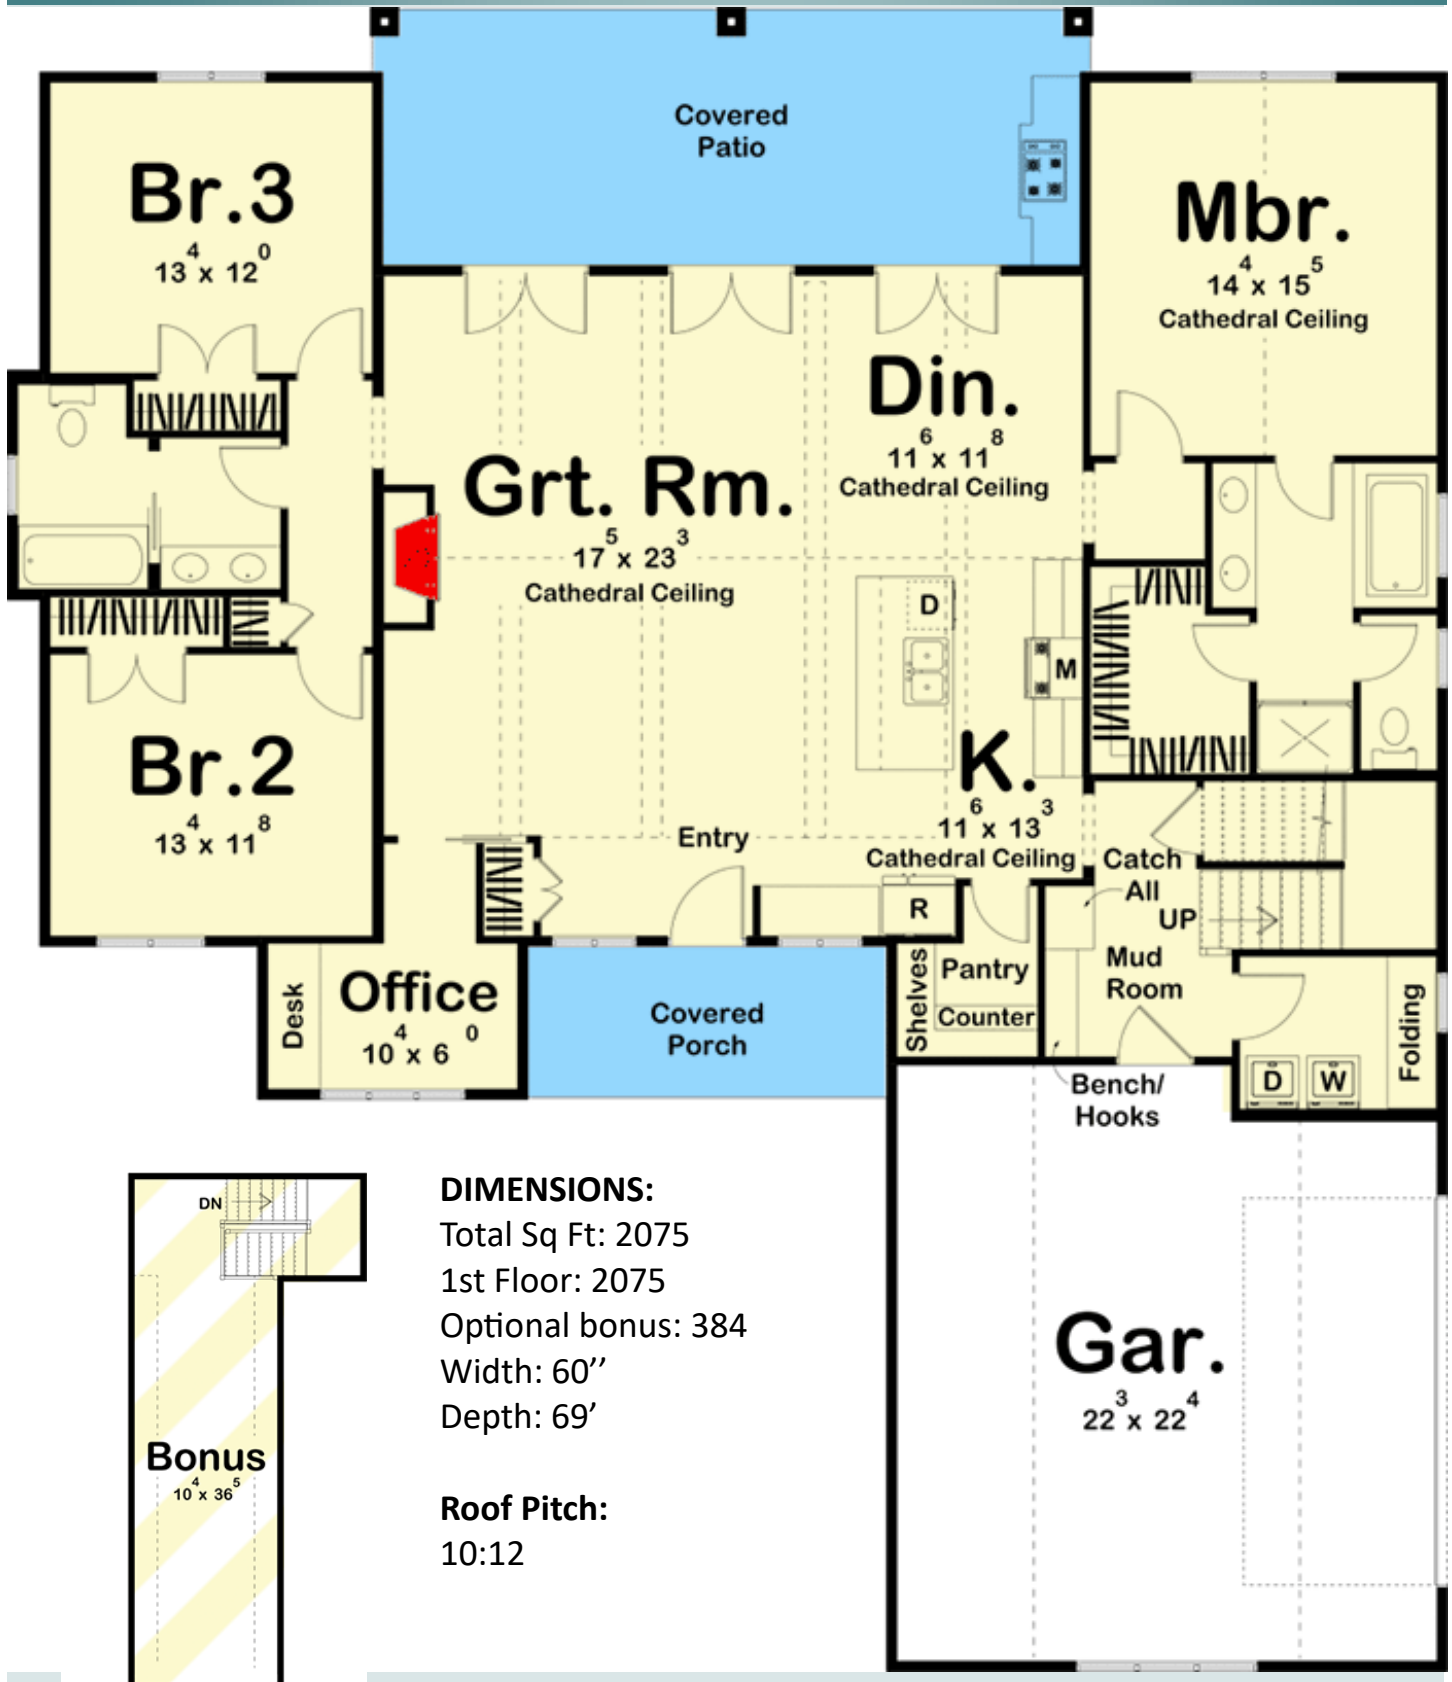 Covered
Patio
Br.3
13⁴ x 12⁰
Mbr.
14⁴ x 15⁵
Cathedral Ceiling
Din.
11⁶ x 11⁸
Cathedral Ceiling
Grt. Rm.
17⁵ x 23³
Cathedral Ceiling
D
M
Br.2
13⁴ x 11⁸
K.
11⁶ x 13³
Cathedral Ceiling
Entry
R
Catch
All
UP
Mud
Room
Office
10⁴ x 6⁰
Desk
Covered
Porch
Shelves
Pantry
Counter
Folding
D
W
Bench/
Hooks
Gar.
22³ x 22⁴
DN
Bonus
10⁴ x 36⁵
DIMENSIONS:
Total Sq Ft: 2075
1st Floor: 2075
Optional bonus: 384
Width: 60’’
Depth: 69’
Roof Pitch:
10:12